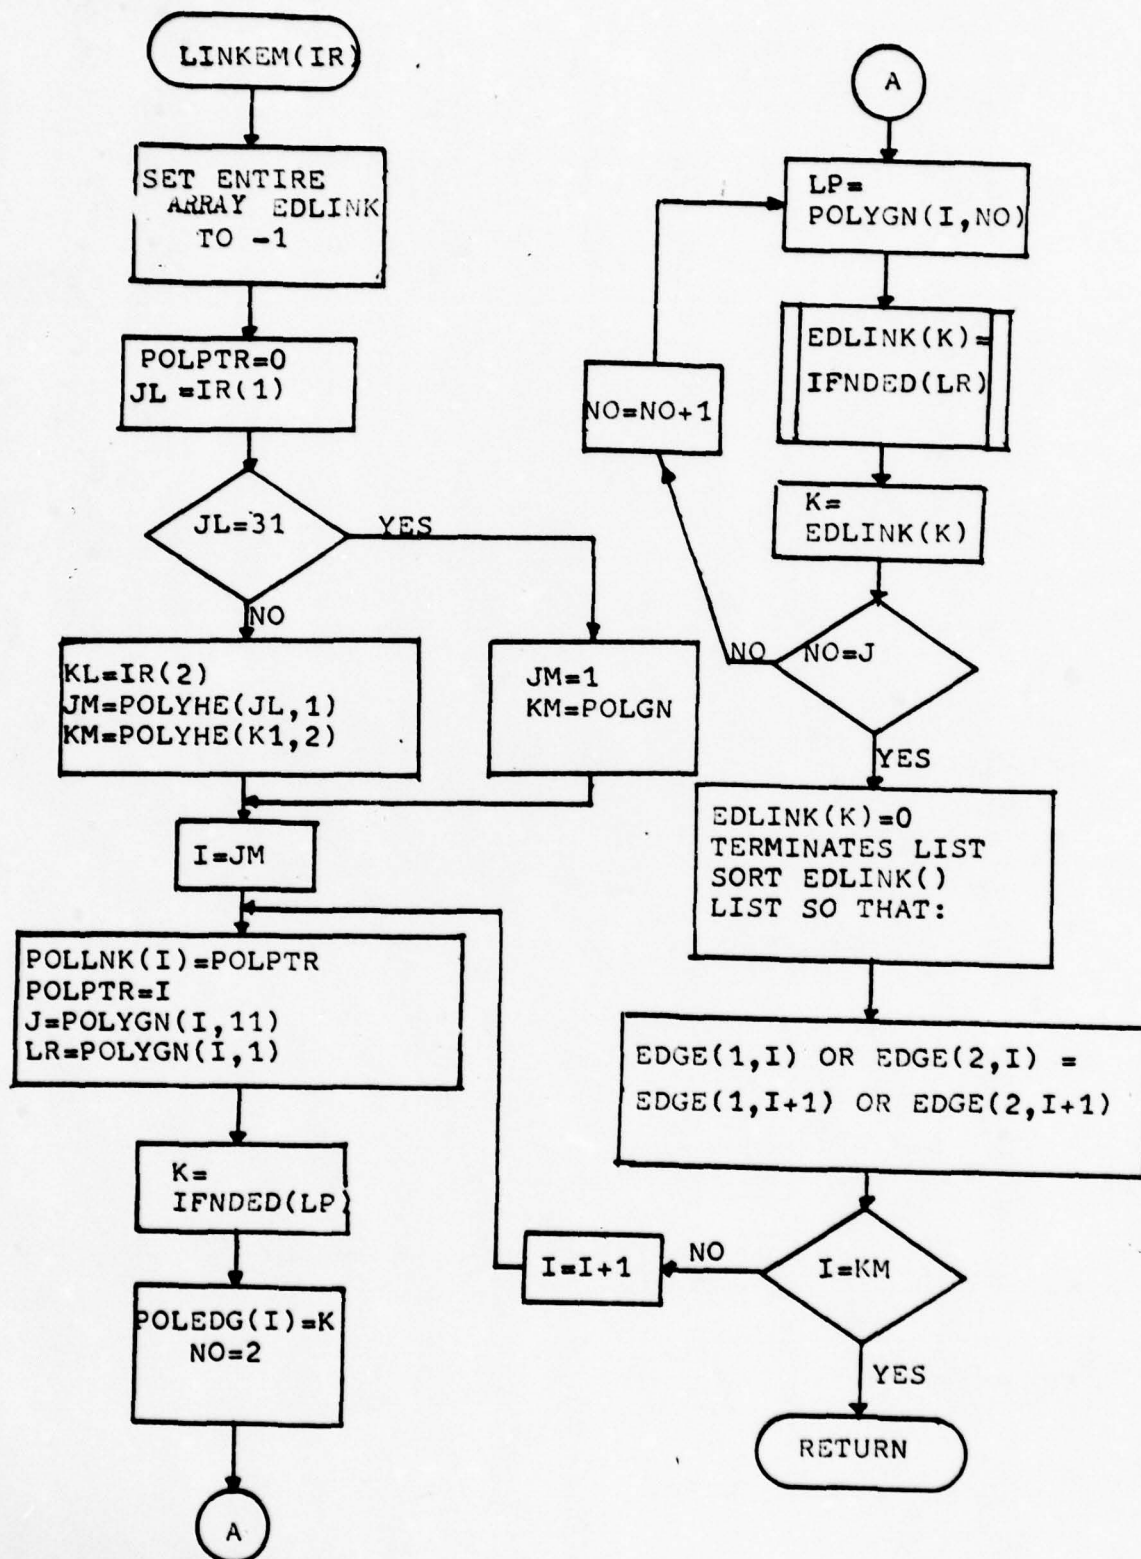 LINKEM(IR)
SET ENTIRE
ARRAY EDLINK
TO -1
POLPTR=0
JL =IR(1)
JL=31
YES
NO
KL=IR(2)
JM=POLYHE(JL,1)
KM=POLYHE(K1,2)
JM=1
KM=POLGN
I=JM
POLLNK(I)=POLPTR
POLPTR=I
J=POLYGN(I,11)
LR=POLYGN(I,1)
K=
IFNDED(LP)
POLEDG(I)=K
NO=2
A
A
LP=
POLYGN(I,NO)
EDLINK(K)=
IFNDED(LR)
K=
EDLINK(K)
NO=J
NO
NO=NO+1
YES
EDLINK(K)=0
TERMINATES LIST
SORT EDLINK()
LIST SO THAT:
EDGE(1,I) OR EDGE(2,I) =
EDGE(1,I+1) OR EDGE(2,I+1)
I=KM
NO
I=I+1
YES
RETURN